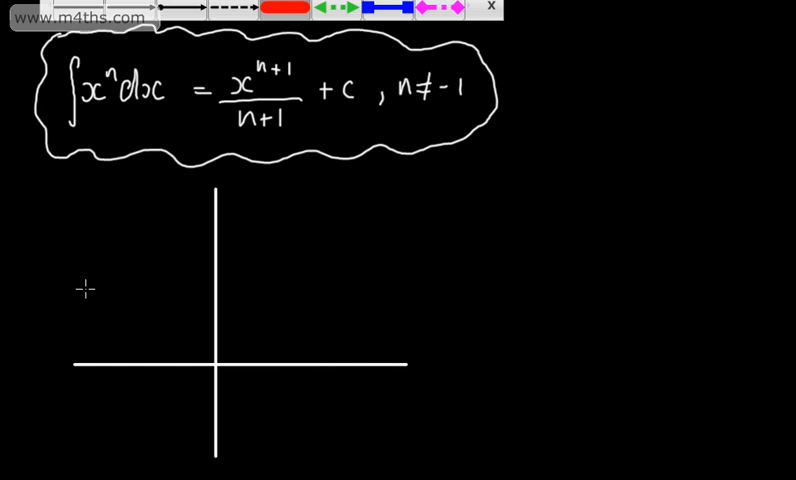 www.m4ths.com
x
∫xⁿdx = xⁿ⁺¹/n+1 + c , n≠-1